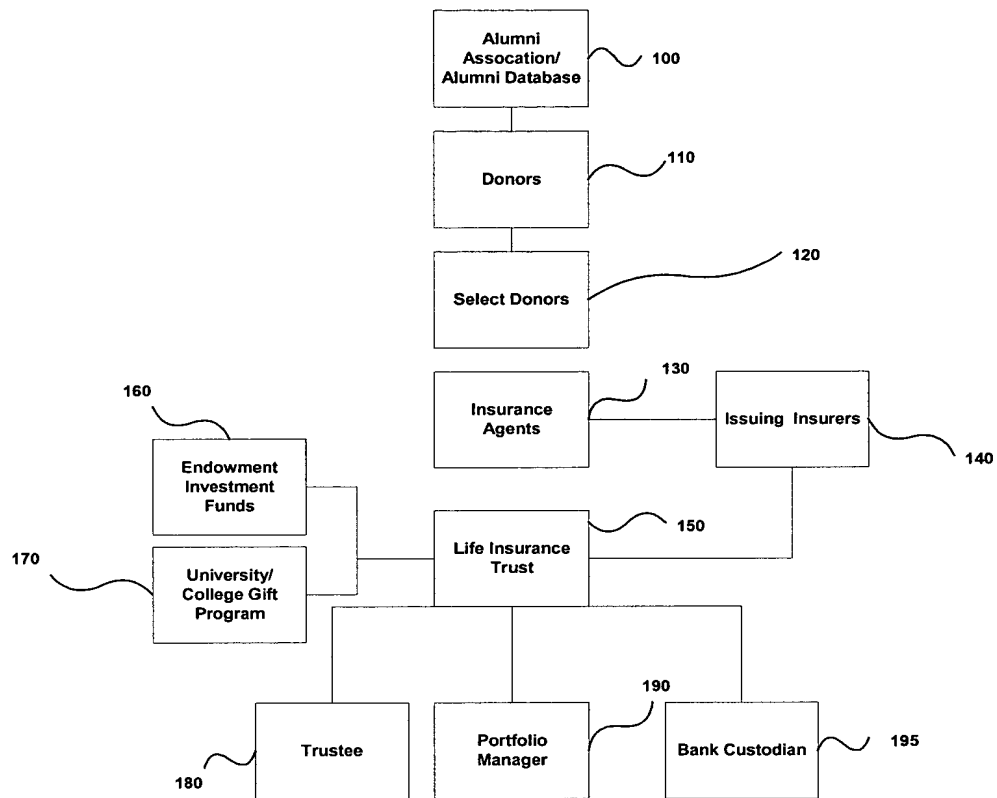 Alumni
Assocation/
Alumni Database
100
Donors
110
Select Donors
120
Insurance
Agents
130
Issuing Insurers
140
160
Endowment
Investment
Funds
170
University/
College Gift
Program
Life Insurance
Trust
150
Trustee
180
Portfolio
Manager
190
Bank Custodian
195